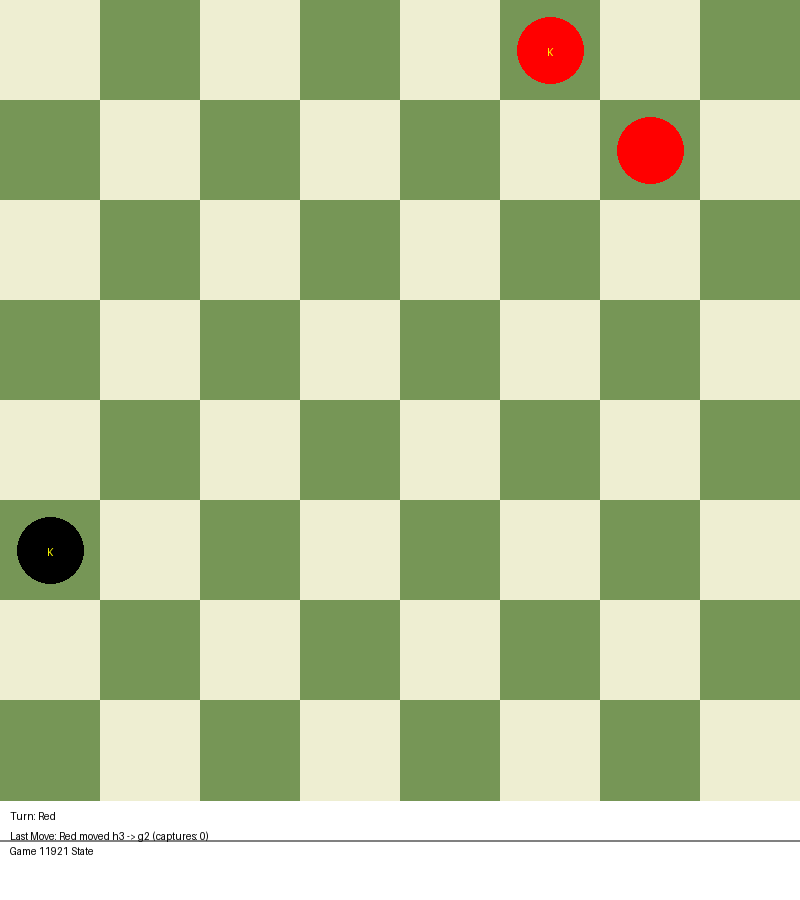 K
K
Turn: Red
Last Move: Red moved h3 -> g2 (captures: 0)
Game 11921 State